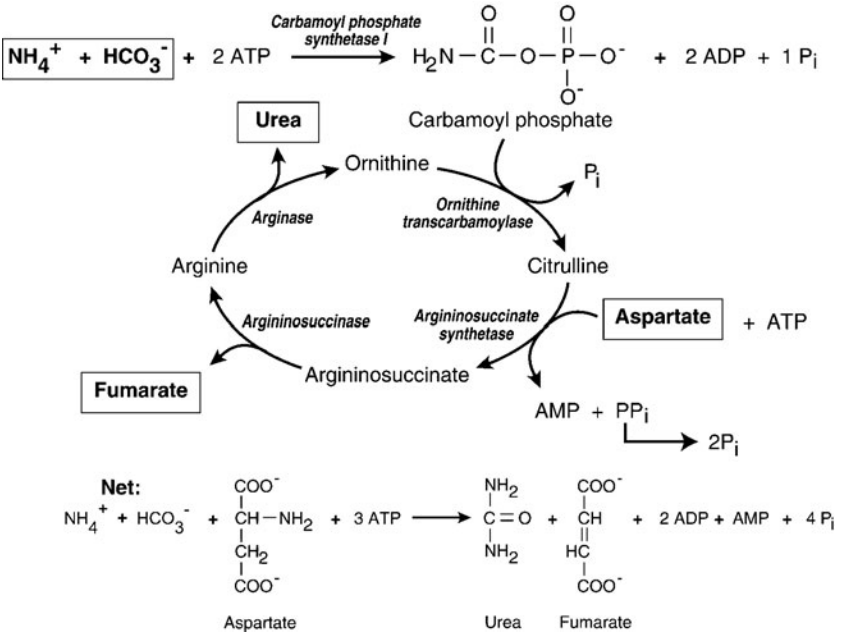 Carbamoyl phosphate
synthetase I
NH4+ + HCO3- + 2 ATP
O O
H2N—C—O—P—O- + 2 ADP + 1 Pi
O-
Carbamoyl phosphate
Urea
Ornithine
Pi
Arginase
Ornithine
transcarbamoylase
Arginine
Citrulline
Argininosuccinase
Argininosuccinate
synthetase
Aspartate + ATP
Argininosuccinate
Fumarate
AMP + PPi
2Pi
Net:
NH4+ + HCO3- + COO- CH—NH2 CH2 COO- + 3 ATP NH2 C=O NH2 + COO- CH HC COO- + 2 ADP + AMP + 4 Pi
Aspartate Urea Fumarate